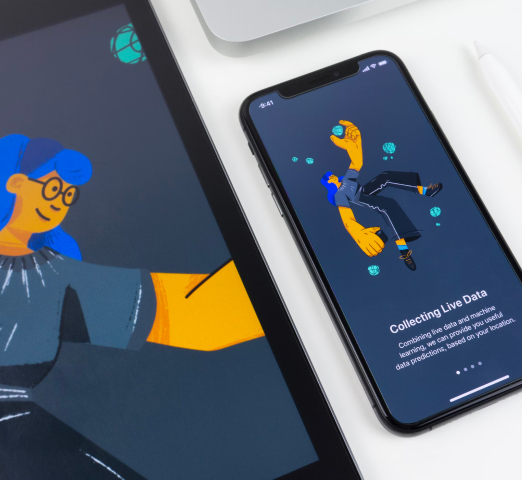 9:41
Collecting Live Data
Combining live data and machine
learning, we can provide you useful
data predictions, based on your location.